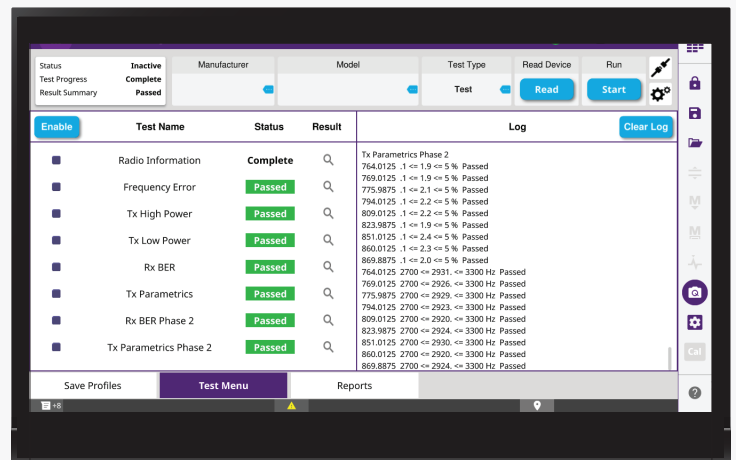 Status Inactive
Test Progress Complete
Result Summary Passed
Manufacturer
Model
Test Type
Test
Read Device
Read
Run
Start
Enable Test Name Status Result
Log Clear Log
Radio Information Complete
Frequency Error Passed
Tx High Power Passed
Tx Low Power Passed
Rx BER Passed
Tx Parametrics Passed
Rx BER Phase 2 Passed
Tx Parametrics Phase 2 Passed
Tx Parametrics Phase 2
764.0125 .1 <= 1.9 <= 5 % Passed
769.0125 .1 <= 1.9 <= 5 % Passed
775.9875 .1 <= 2.1 <= 5 % Passed
794.0125 .1 <= 2.2 <= 5 % Passed
809.0125 .1 <= 2.2 <= 5 % Passed
823.9875 .1 <= 1.9 <= 5 % Passed
851.0125 .1 <= 2.4 <= 5 % Passed
860.0125 .1 <= 2.3 <= 5 % Passed
869.8875 .1 <= 2.0 <= 5 % Passed
764.0125 2700 <= 2931. <= 3300 Hz Passed
769.0125 2700 <= 2926. <= 3300 Hz Passed
775.9875 2700 <= 2929. <= 3300 Hz Passed
794.0125 2700 <= 2923. <= 3300 Hz Passed
809.0125 2700 <= 2920. <= 3300 Hz Passed
823.9875 2700 <= 2924. <= 3300 Hz Passed
851.0125 2700 <= 2930. <= 3300 Hz Passed
860.0125 2700 <= 2920. <= 3300 Hz Passed
869.8875 2700 <= 2924. <= 3300 Hz Passed
M
M
Cal
?
Save Profiles Test Menu Reports
+8